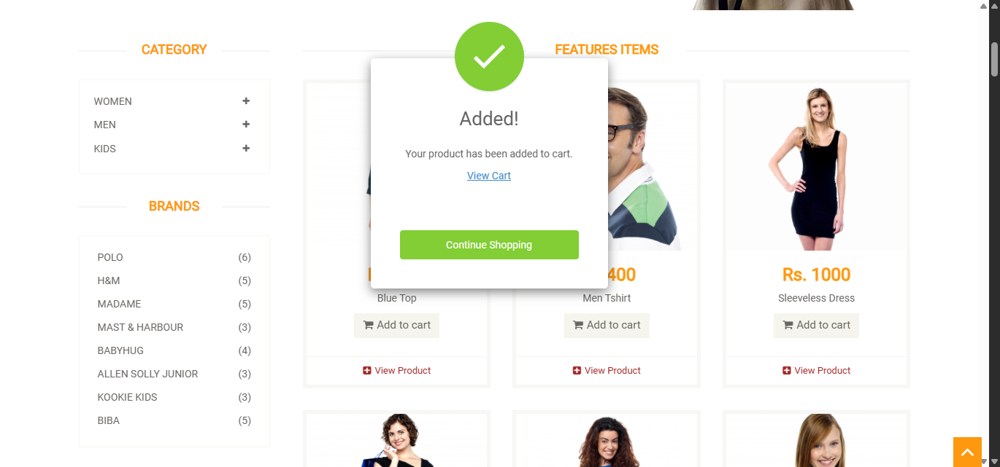 CATEGORY
WOMEN
MEN
KIDS
BRANDS
POLO (6)
H&M (5)
MADAME (5)
MAST & HARBOUR (3)
BABYHUG (4)
ALLEN SOLLY JUNIOR (3)
KOOKIE KIDS (3)
BIBA (5)
FEATURES ITEMS
Added!
Your product has been added to cart.
View Cart
Continue Shopping
Blue Top
Add to cart
View Product
400
Men Tshirt
Add to cart
View Product
Rs. 1000
Sleeveless Dress
Add to cart
View Product